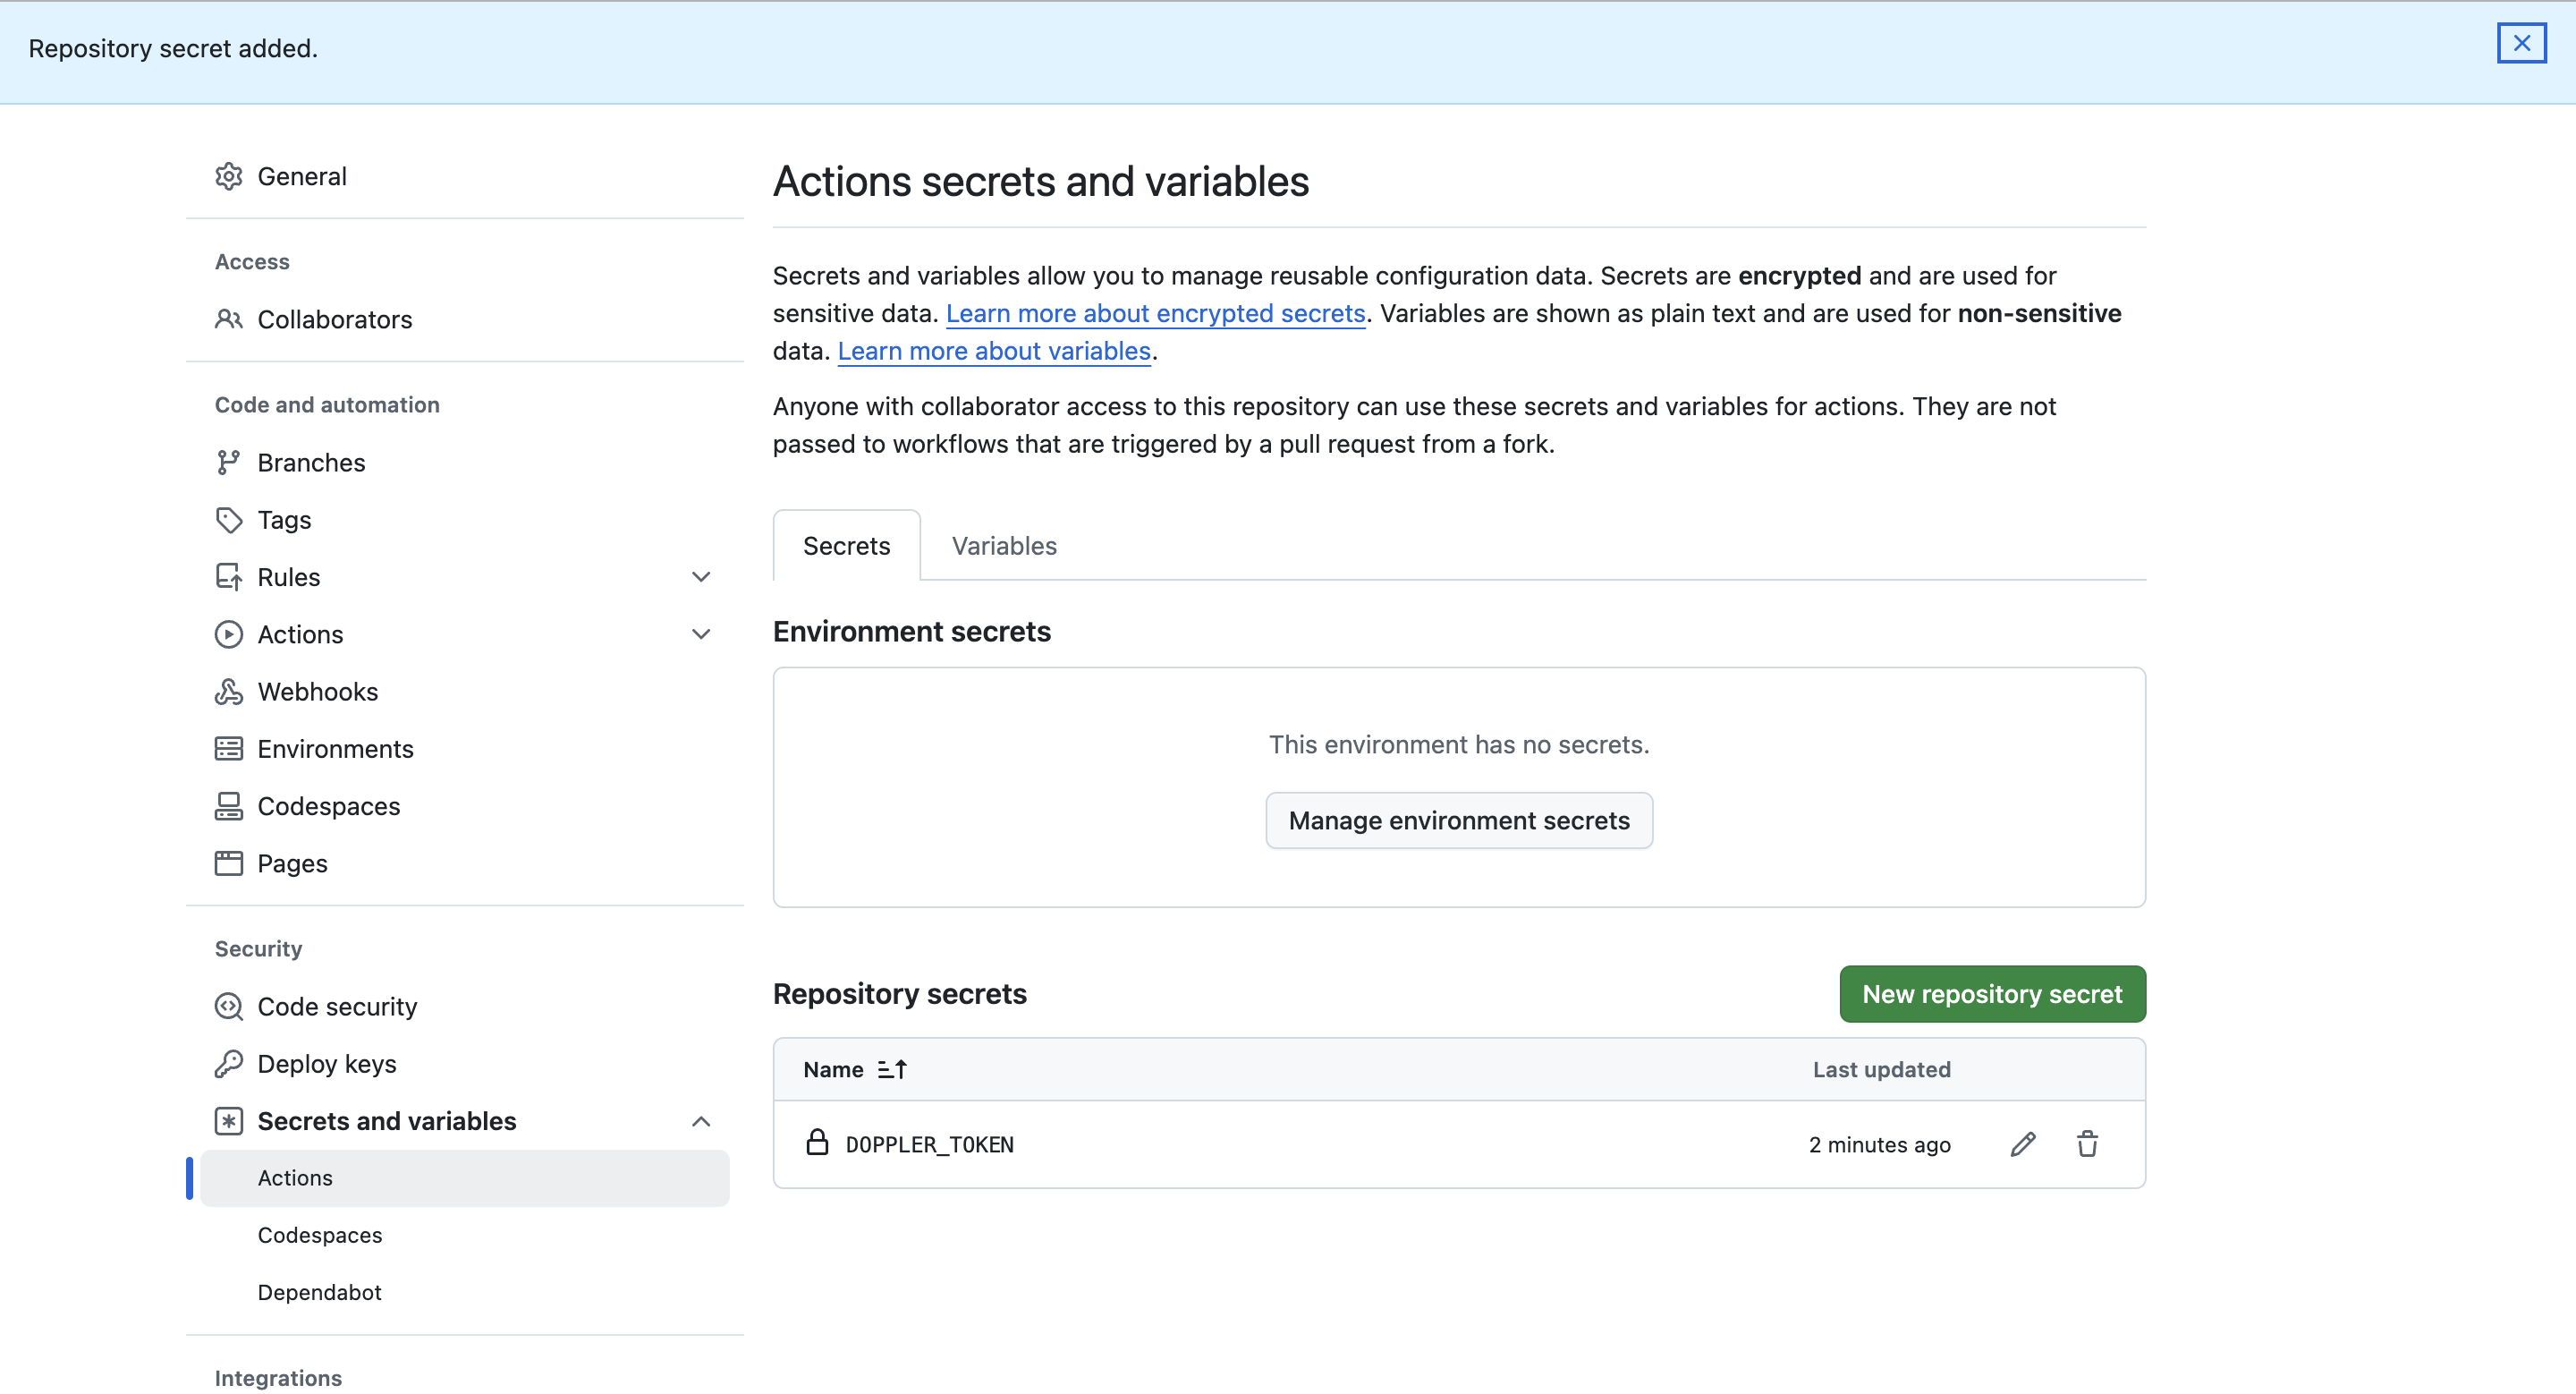 Repository secret added.
General
Access
Collaborators
Code and automation
Branches
Tags
Rules
Actions
Webhooks
Environments
Codespaces
Pages
Security
Code security
Deploy keys
Secrets and variables
Actions
Codespaces
Dependabot
Integrations
Actions secrets and variables
Secrets and variables allow you to manage reusable configuration data. Secrets are encrypted and are used for
sensitive data. Learn more about encrypted secrets. Variables are shown as plain text and are used for non-sensitive
data. Learn more about variables.
Anyone with collaborator access to this repository can use these secrets and variables for actions. They are not
passed to workflows that are triggered by a pull request from a fork.
Secrets Variables
Environment secrets
This environment has no secrets.
Manage environment secrets
Repository secrets New repository secret
Name Last updated
DOPPLER_TOKEN 2 minutes ago